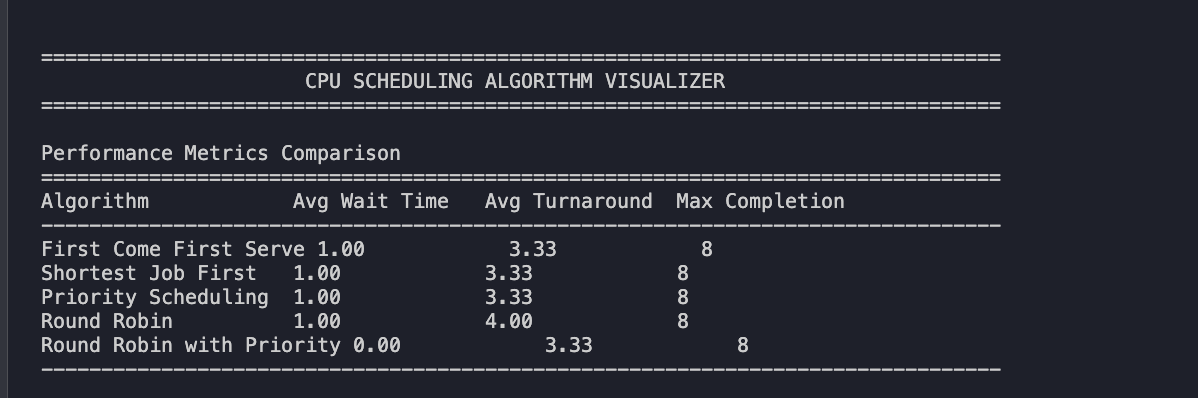 ================================================================================
                      CPU SCHEDULING ALGORITHM VISUALIZER
================================================================================
Performance Metrics Comparison
================================================================================
Algorithm            Avg Wait Time   Avg Turnaround  Max Completion
--------------------------------------------------------------------------------
First Come First Serve 1.00            3.33            8
Shortest Job First   1.00            3.33            8
Priority Scheduling  1.00            3.33            8
Round Robin          1.00            4.00            8
Round Robin with Priority 0.00            3.33            8
--------------------------------------------------------------------------------